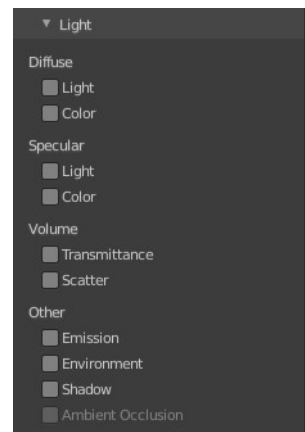 Light
Diffuse
Light
Color
Specular
Light
Color
Volume
Transmittance
Scatter
Other
Emission
Environment
Shadow
Ambient Occlusion